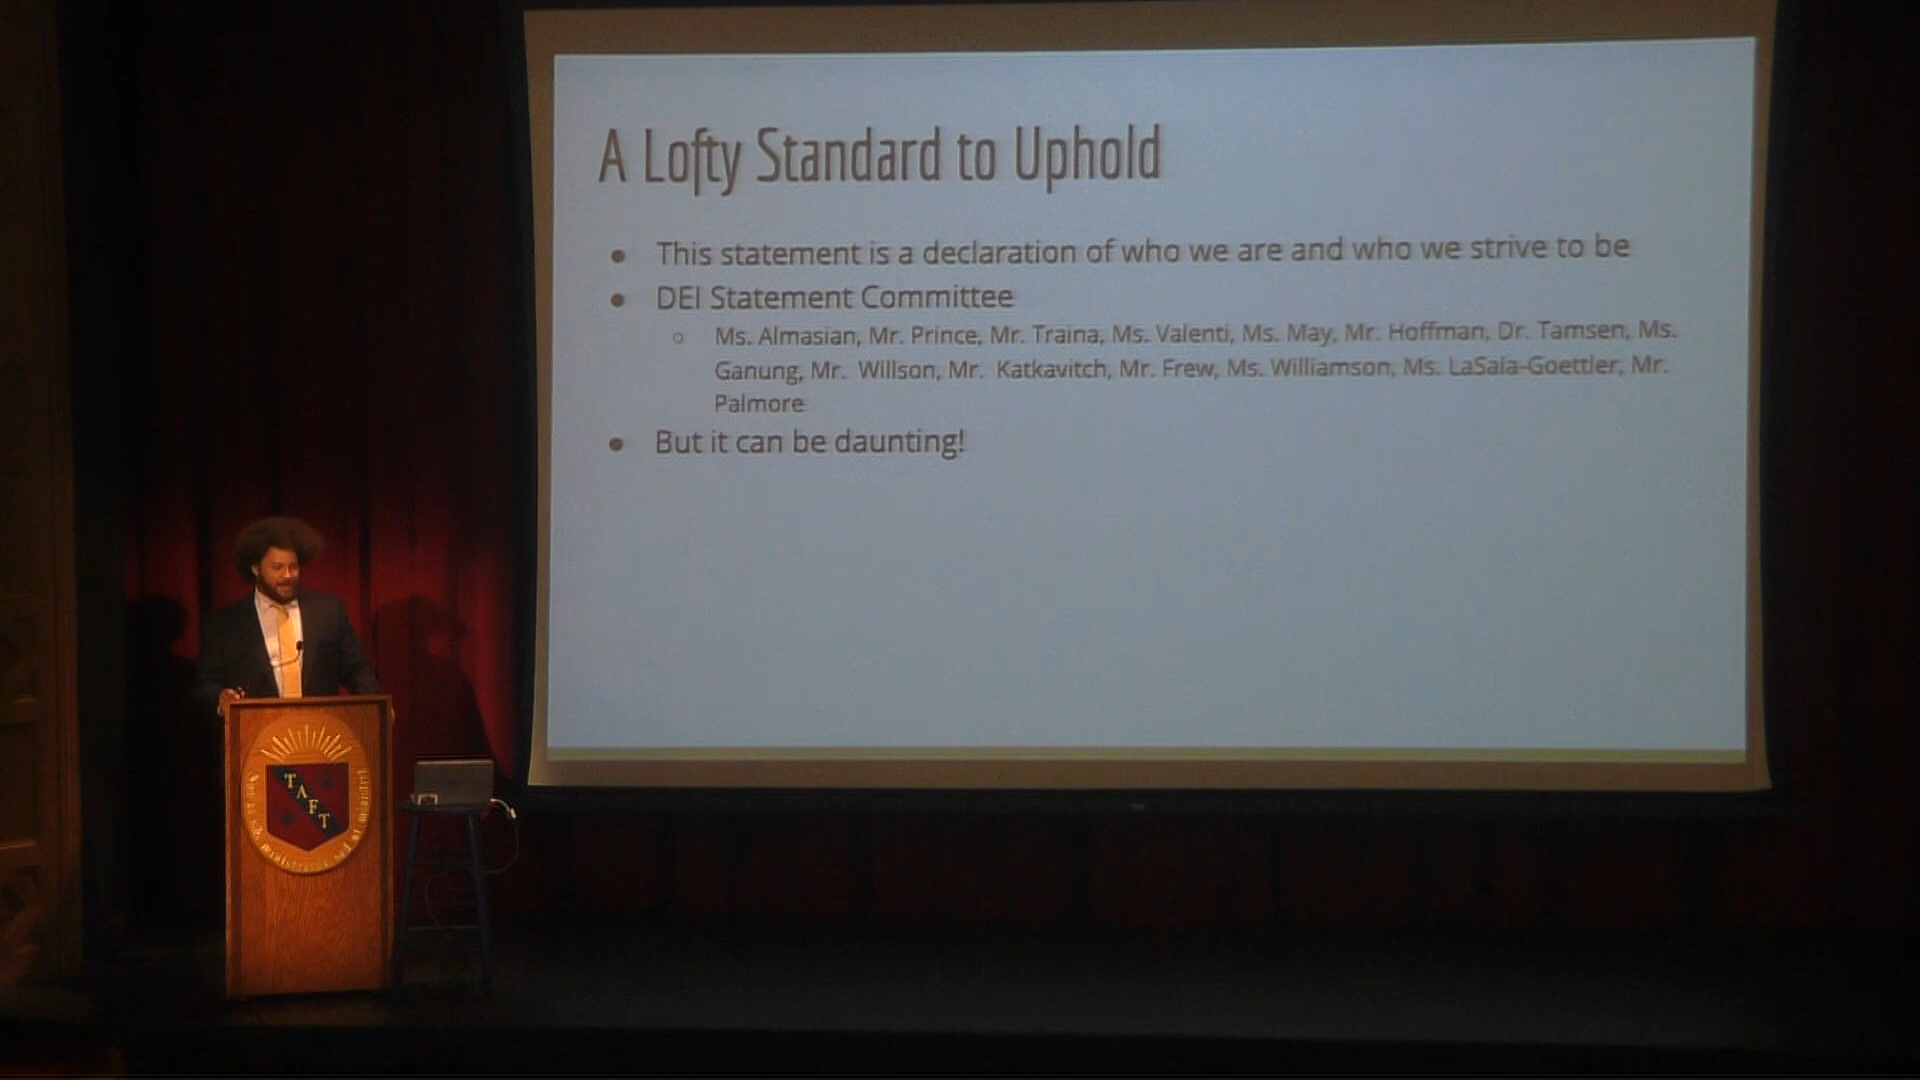 A Lofty Standard to Uphold
This statement is a declaration of who we are and who we strive to be
DEI Statement Committee
Ms. Almasian, Mr. Prince, Mr. Traina, Ms. Valenti, Ms. May, Mr. Hoffman, Dr. Tamsen, Ms.
Ganung, Mr. Willson, Mr. Katkavitch, Mr. Frew, Ms. Williamson, Ms. LaSala-Goettler, Mr.
Palmore
But it can be daunting!
TAFT